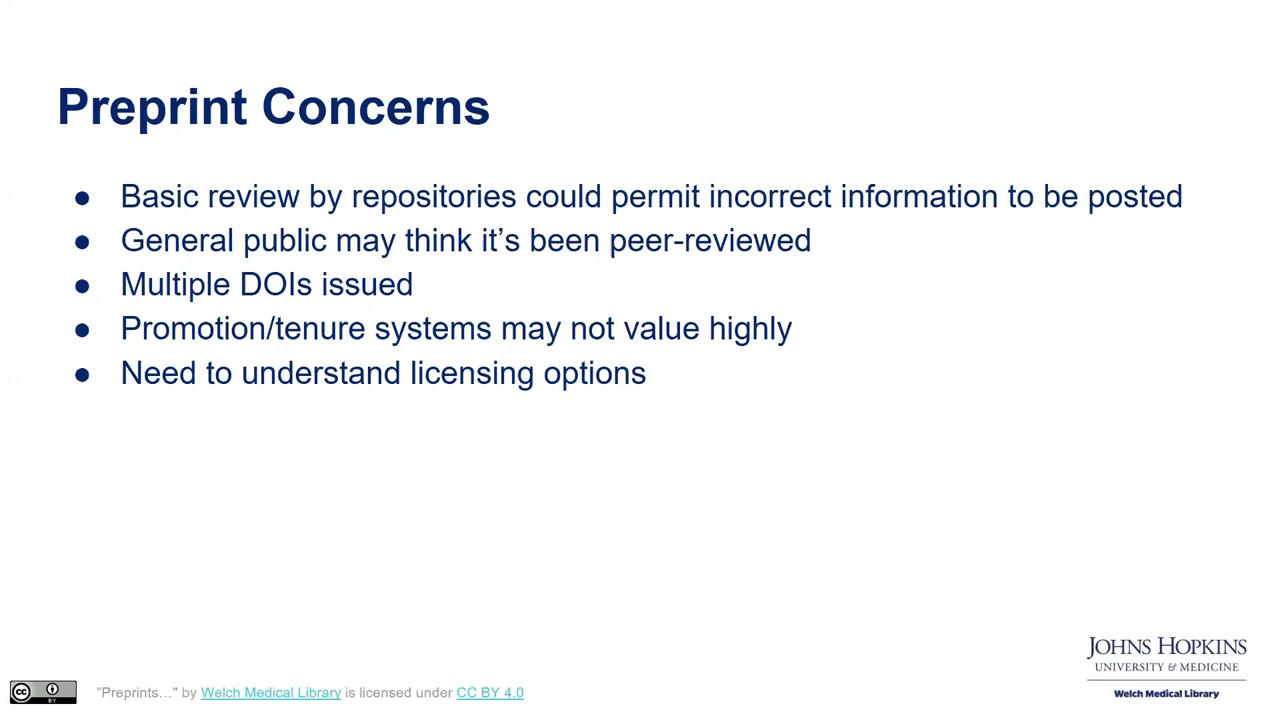 Preprint Concerns
● Basic review by repositories could permit incorrect information to be posted
● General public may think it’s been peer-reviewed
● Multiple DOIs issued
● Promotion/tenure systems may not value highly
● Need to understand licensing options
JOHNS HOPKINS
UNIVERSITY & MEDICINE
Welch Medical Library
cc BY
“Preprints…" by Welch Medical Library is licensed under CC BY 4.0